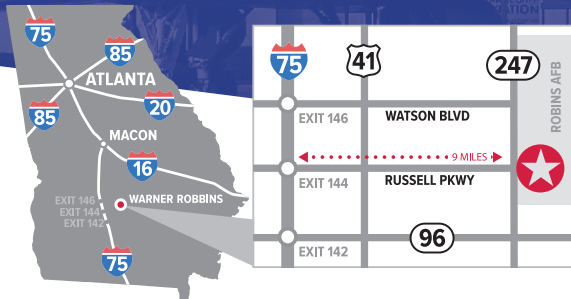 STATION
75
85
ATLANTA
20
85
MACON
16
EXIT 146
EXIT 144
EXIT 142
WARNER ROBBINS
75
75
41
247
ROBINS AFB
EXIT 146
WATSON BLVD
9 MILES
EXIT 144
RUSSELL PKWY
96
EXIT 142